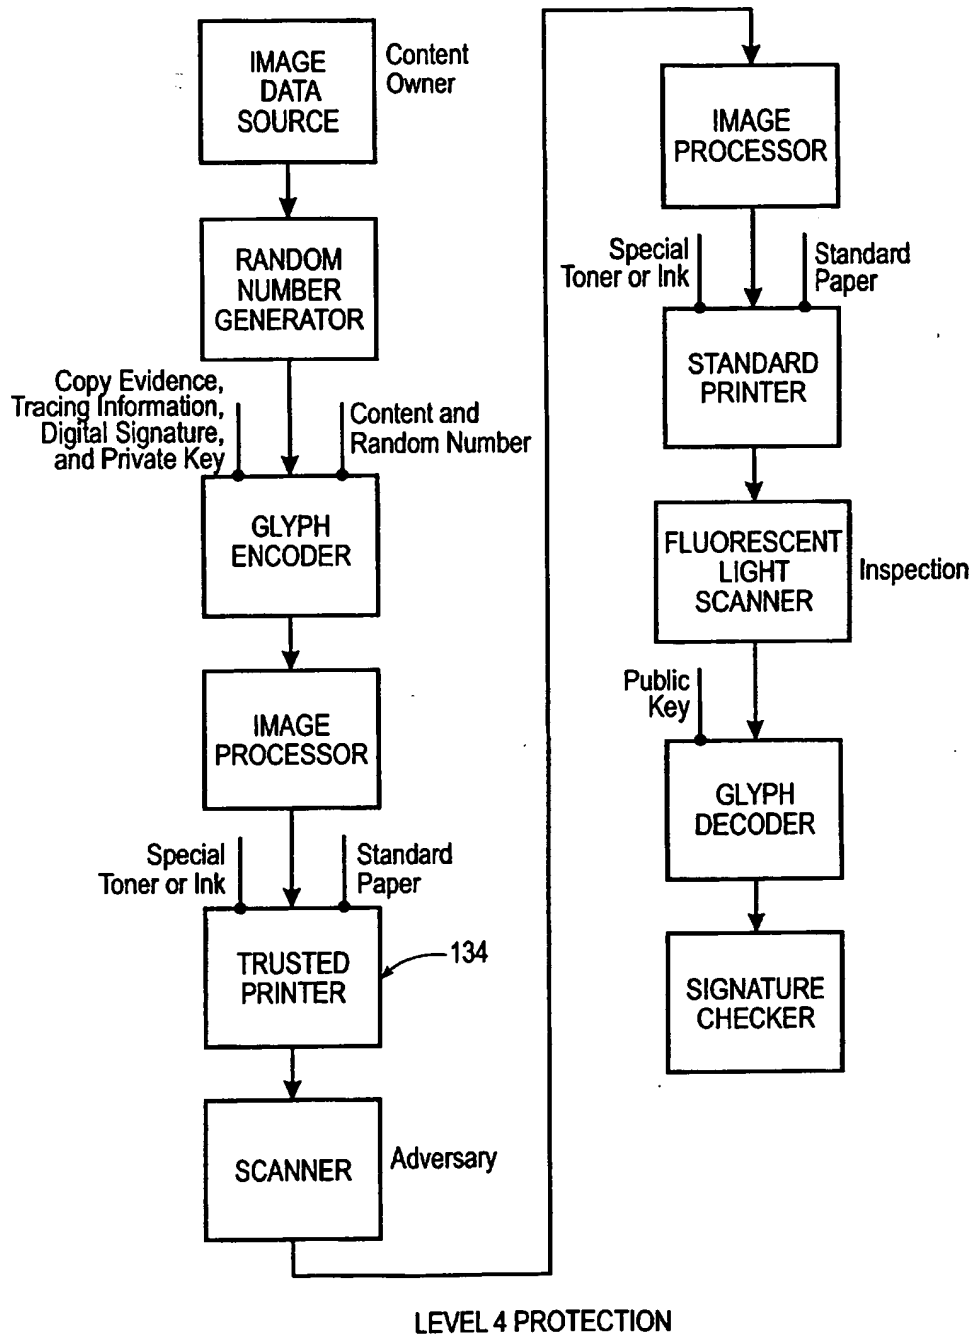 IMAGE
DATA
SOURCE
Content
Owner
RANDOM
NUMBER
GENERATOR
Copy Evidence,
Tracing Information,
Digital Signature,
and Private Key
Content and
Random Number
GLYPH
ENCODER
IMAGE
PROCESSOR
Special
Toner or Ink
Standard
Paper
TRUSTED
PRINTER
134
SCANNER
Adversary
IMAGE
PROCESSOR
Special
Toner or Ink
Standard
Paper
STANDARD
PRINTER
FLUORESCENT
LIGHT
SCANNER
Inspection
Public
Key
GLYPH
DECODER
SIGNATURE
CHECKER
LEVEL 4 PROTECTION